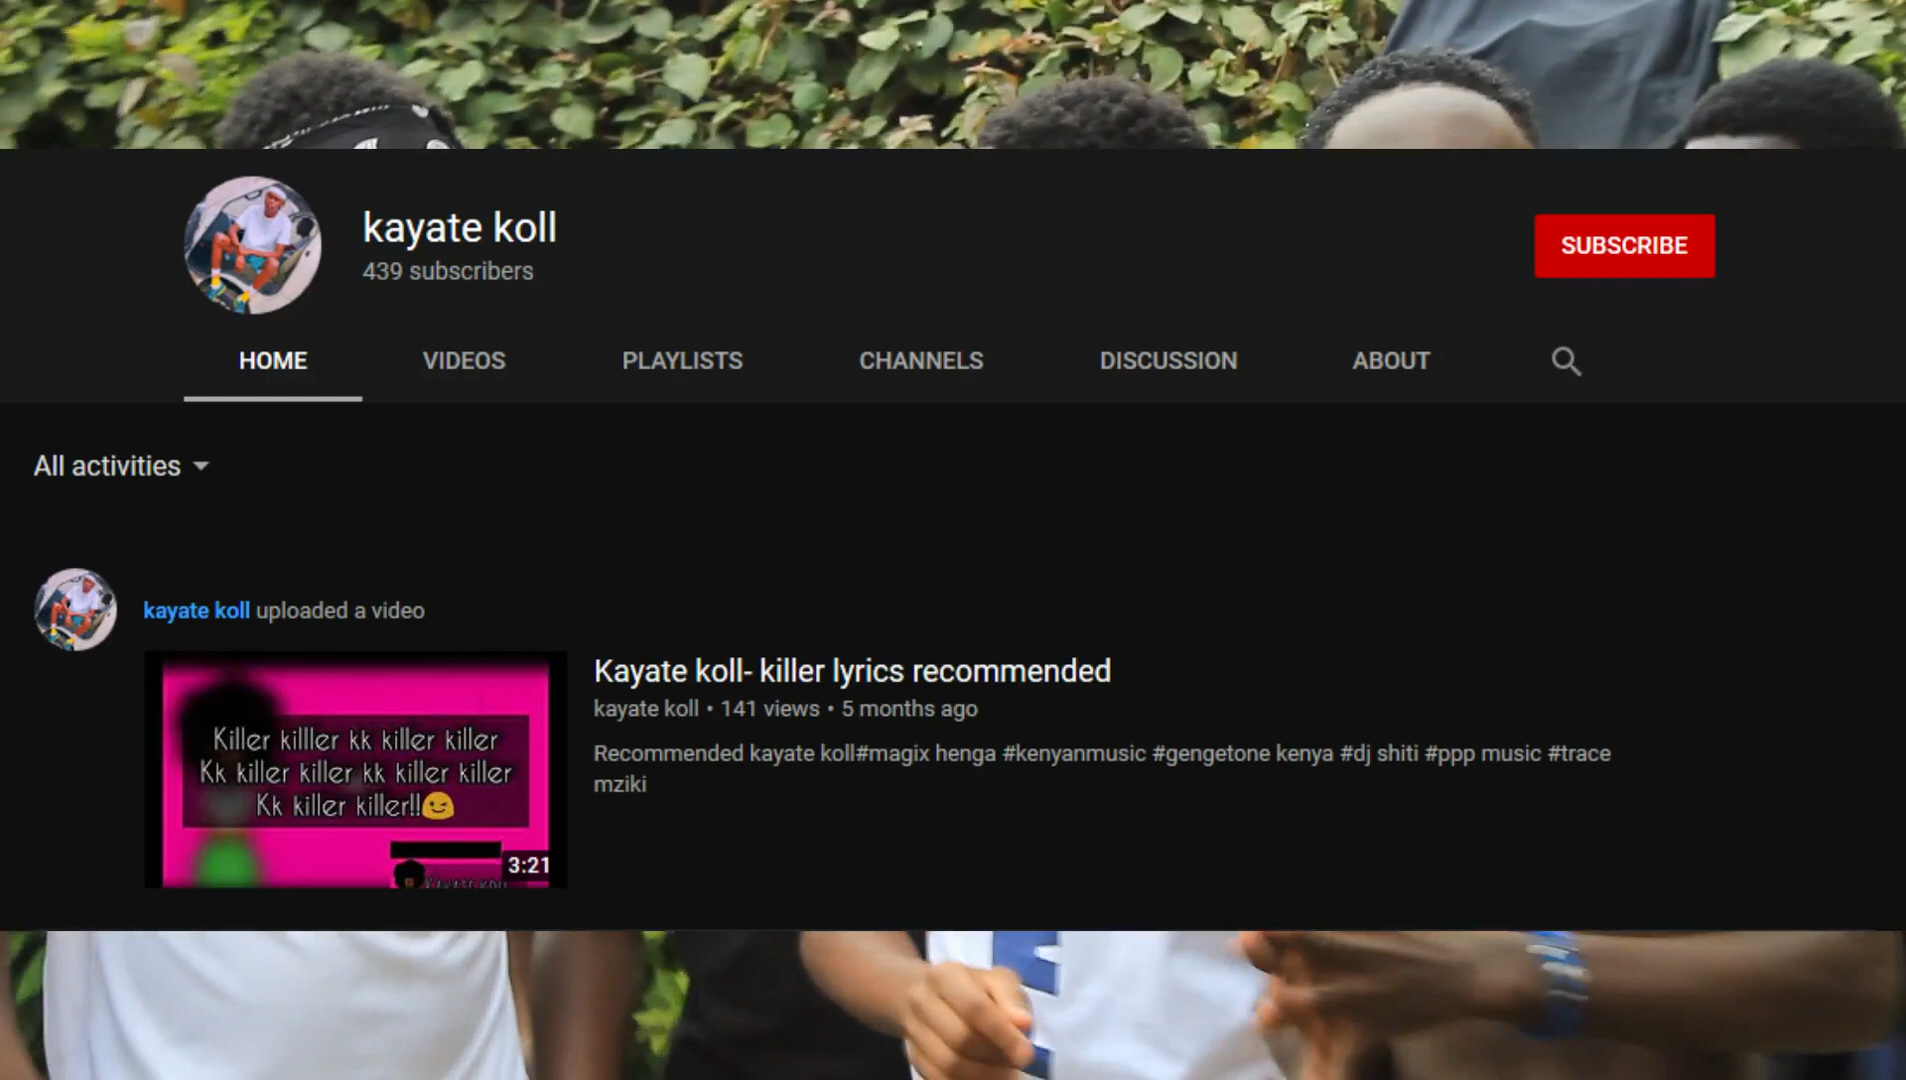 kayate koll
439 subscribers
SUBSCRIBE
HOME
VIDEOS
PLAYLISTS
CHANNELS
DISCUSSION
ABOUT
All activities
kayate koll uploaded a video
Killer killler kk killer killer
Kk killer killer kk killer killer
Kk killer killer!!😉
3:21
KAYATE KOLL
Kayate koll- killer lyrics recommended
kayate koll • 141 views • 5 months ago
Recommended kayate koll#magix henga #kenyanmusic #gengetone kenya #dj shiti #ppp music #trace
mziki